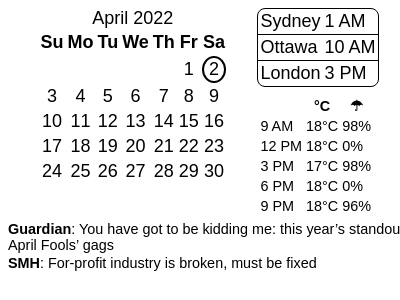 April 2022
Su Mo Tu We Th Fr Sa
1 2
3 4 5 6 7 8 9
10 11 12 13 14 15 16
17 18 19 20 21 22 23
24 25 26 27 28 29 30
Sydney 1 AM
Ottawa 10 AM
London 3 PM
°C ☂
9 AM 18°C 98%
12 PM 18°C 0%
3 PM 17°C 98%
6 PM 18°C 0%
9 PM 18°C 96%
Guardian: You have got to be kidding me: this year’s standou
April Fools’ gags
SMH: For-profit industry is broken, must be fixed